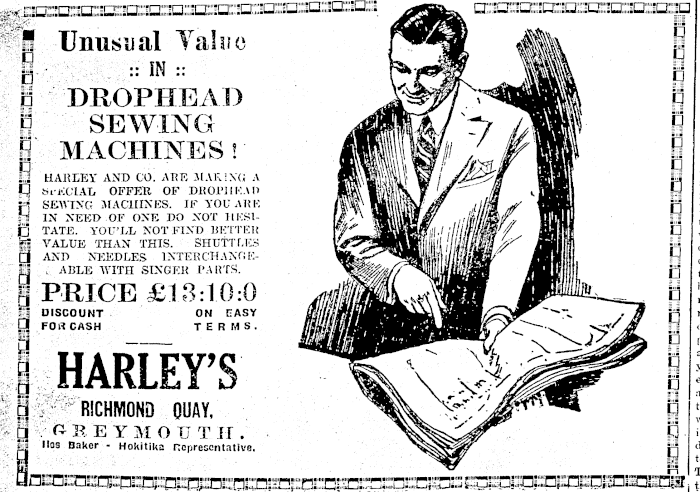 Unusual Value
:: IN ::
DROPHEAD
SEWING
MACHINES!
HARLEY AND CO. ARE MAKING A
SPECIAL OFFER OF DROPHEAD
SEWING MACHINES. IF YOU ARE
IN NEED OF ONE DO NOT HESI-
TATE. YOU'LL NOT FIND BETTER
VALUE THAN THIS. SHUTTLES
AND NEEDLES INTERCHANGE-
ABLE WITH SINGER PARTS.
PRICE £13:10:0
DISCOUNT ON EASY
FOR CASH TERMS.
HARLEY'S
RICHMOND QUAY,
GREYMOUTH.
Baker - Hokitika Representative.